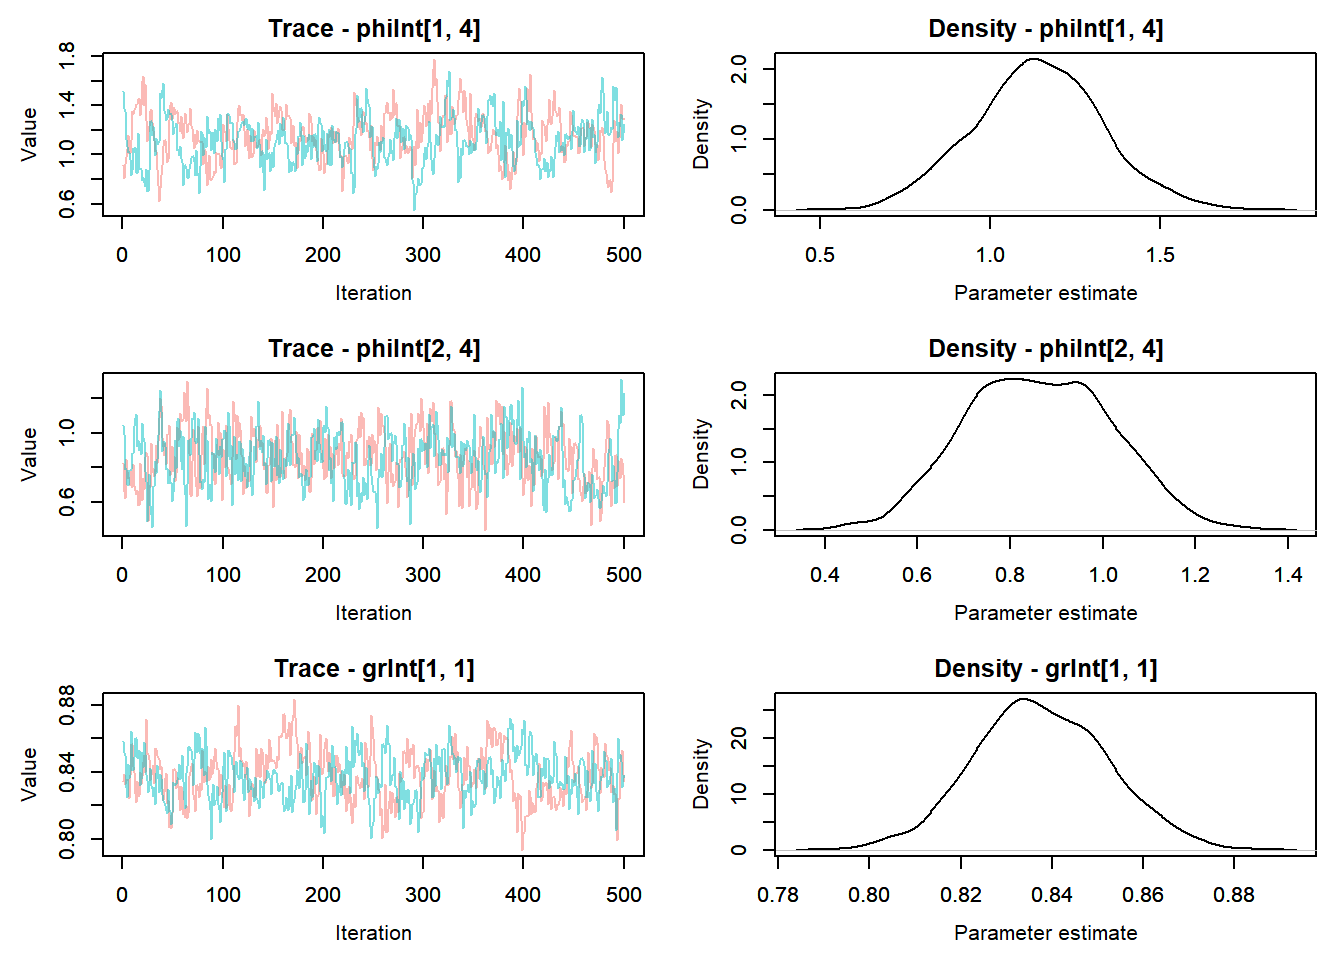 Trace - phiInt[1, 4]
Value
0.6 1.0 1.4 1.8
0 100 200 300 400 500
Iteration
Density - phiInt[1, 4]
Density
0.0 1.0 2.0
0.5 1.0 1.5
Parameter estimate
Trace - phiInt[2, 4]
Value
0.6 1.0
0 100 200 300 400 500
Iteration
Density - phiInt[2, 4]
Density
0.0 1.0 2.0
0.4 0.6 0.8 1.0 1.2 1.4
Parameter estimate
Trace - grInt[1, 1]
Value
0.80 0.84 0.88
0 100 200 300 400 500
Iteration
Density - grInt[1, 1]
Density
0 10 20
0.78 0.80 0.82 0.84 0.86 0.88
Parameter estimate